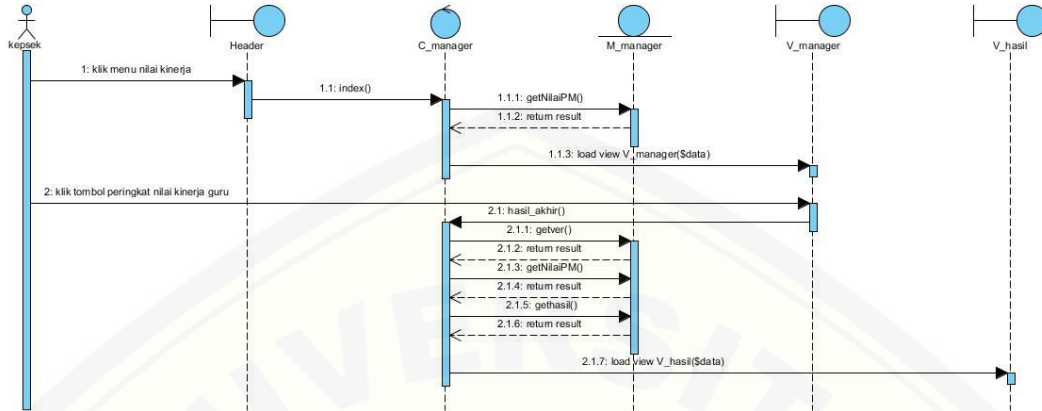 kepsek
Header
C_manager
M_manager
V_manager
V_hasil
1: klik menu nilai kinerja
1.1: index()
1.1.1: getNilaiPM()
1.1.2: return result
1.1.3: load view V_manager($data)
2: klik tombol peringkat nilai kinerja guru
2.1: hasil_akhir()
2.1.1: getver()
2.1.2: return result
2.1.3: getNilaiPM()
2.1.4: return result
2.1.5: gethasil()
2.1.6: return result
2.1.7: load view V_hasil($data)
IVERSIT